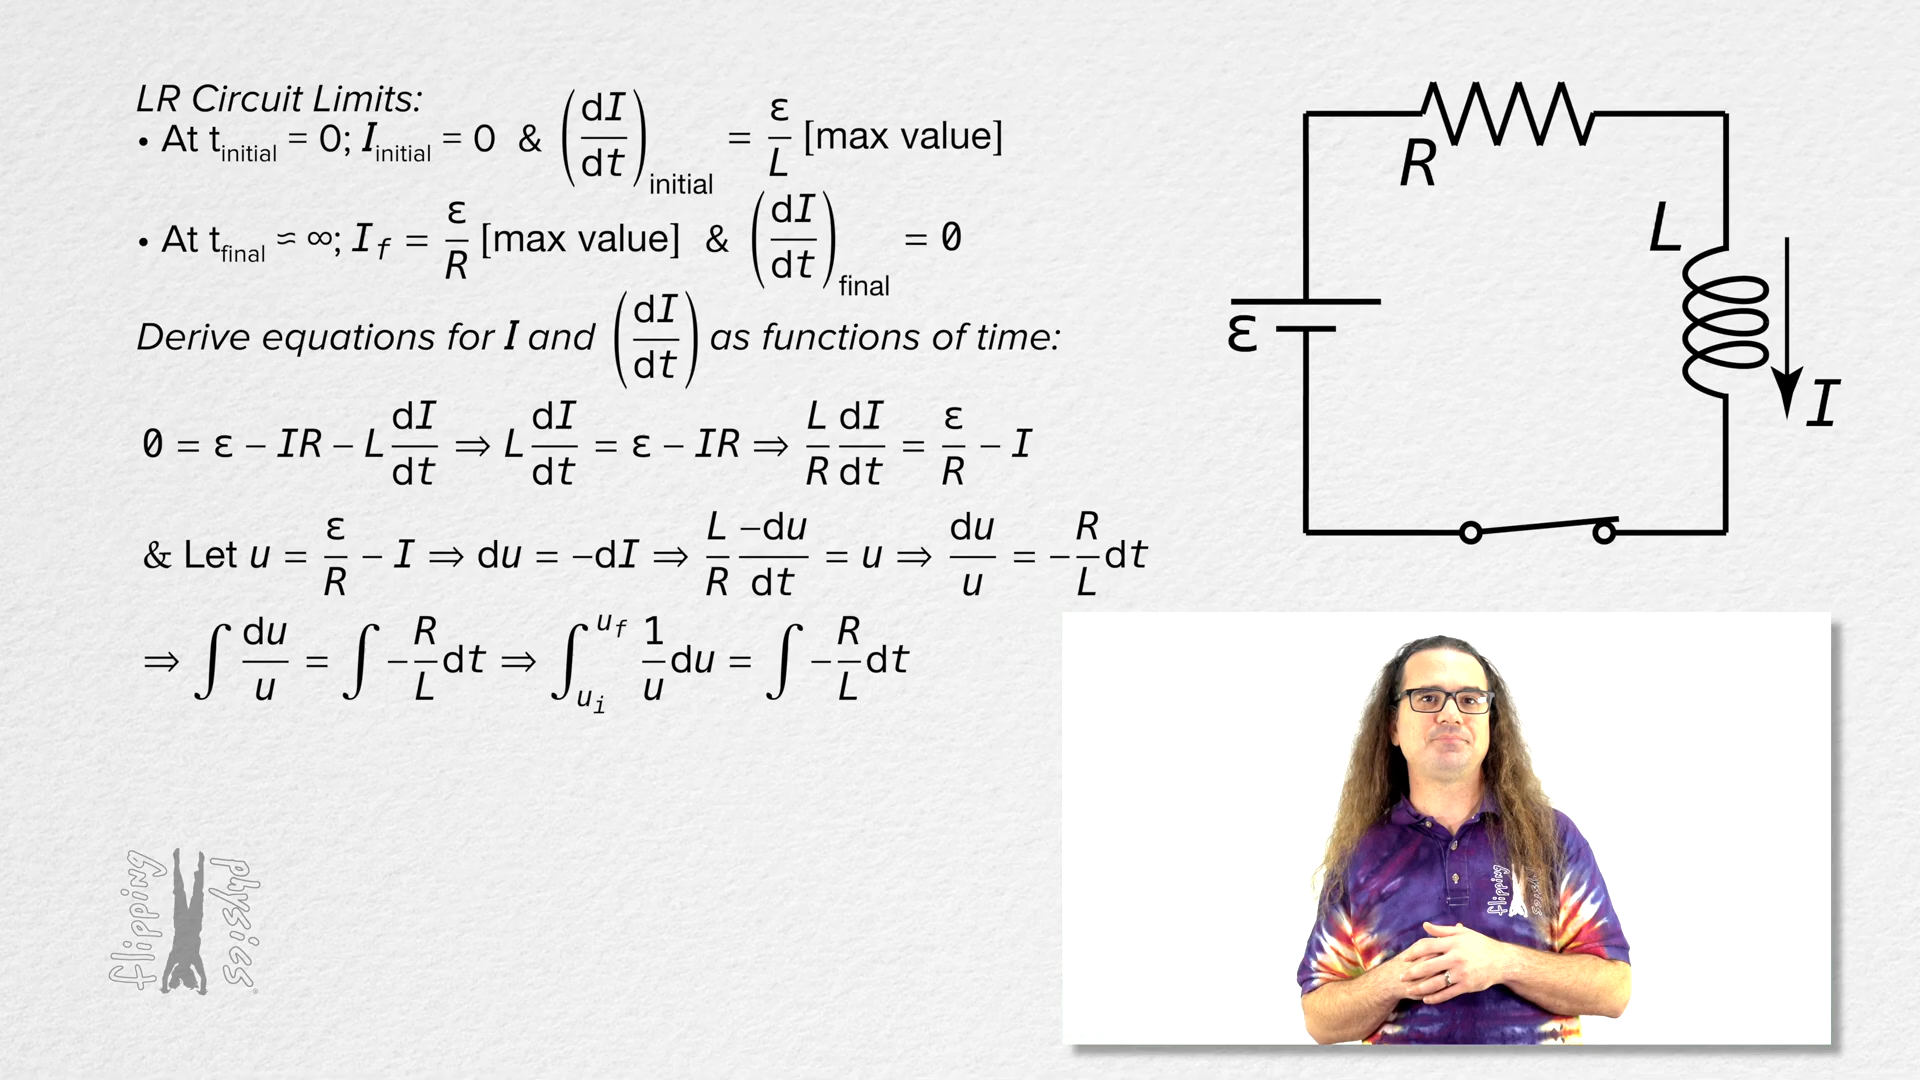 LR Circuit Limits:
• At t_initial = 0; I_initial = 0 & (dI/dt)_initial = ε/L [max value]
• At t_final ≈ ∞; I_f = ε/R [max value] & (dI/dt)_final = 0
Derive equations for I and (dI/dt) as functions of time:
0 = ε – IR – L dI/dt ⇒ L dI/dt = ε – IR ⇒ L/R dI/dt = ε/R – I
& Let u = ε/R – I ⇒ du = –dI ⇒ L/R –du/dt = u ⇒ du/u = –R/L dt
⇒ ∫ du/u = ∫ –R/L dt ⇒ ∫_{u_i}^{u_f} 1/u du = ∫ –R/L dt
R
L
ε
I
flipping
physics
flipping
physics